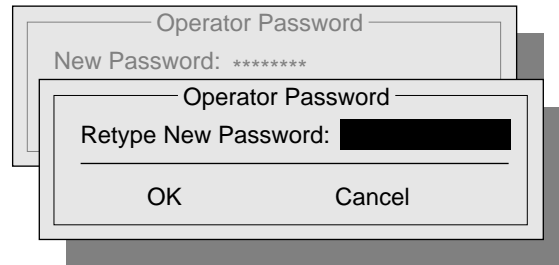 Operator Password
New Password: ********
Operator Password
Retype New Password:
OK Cancel